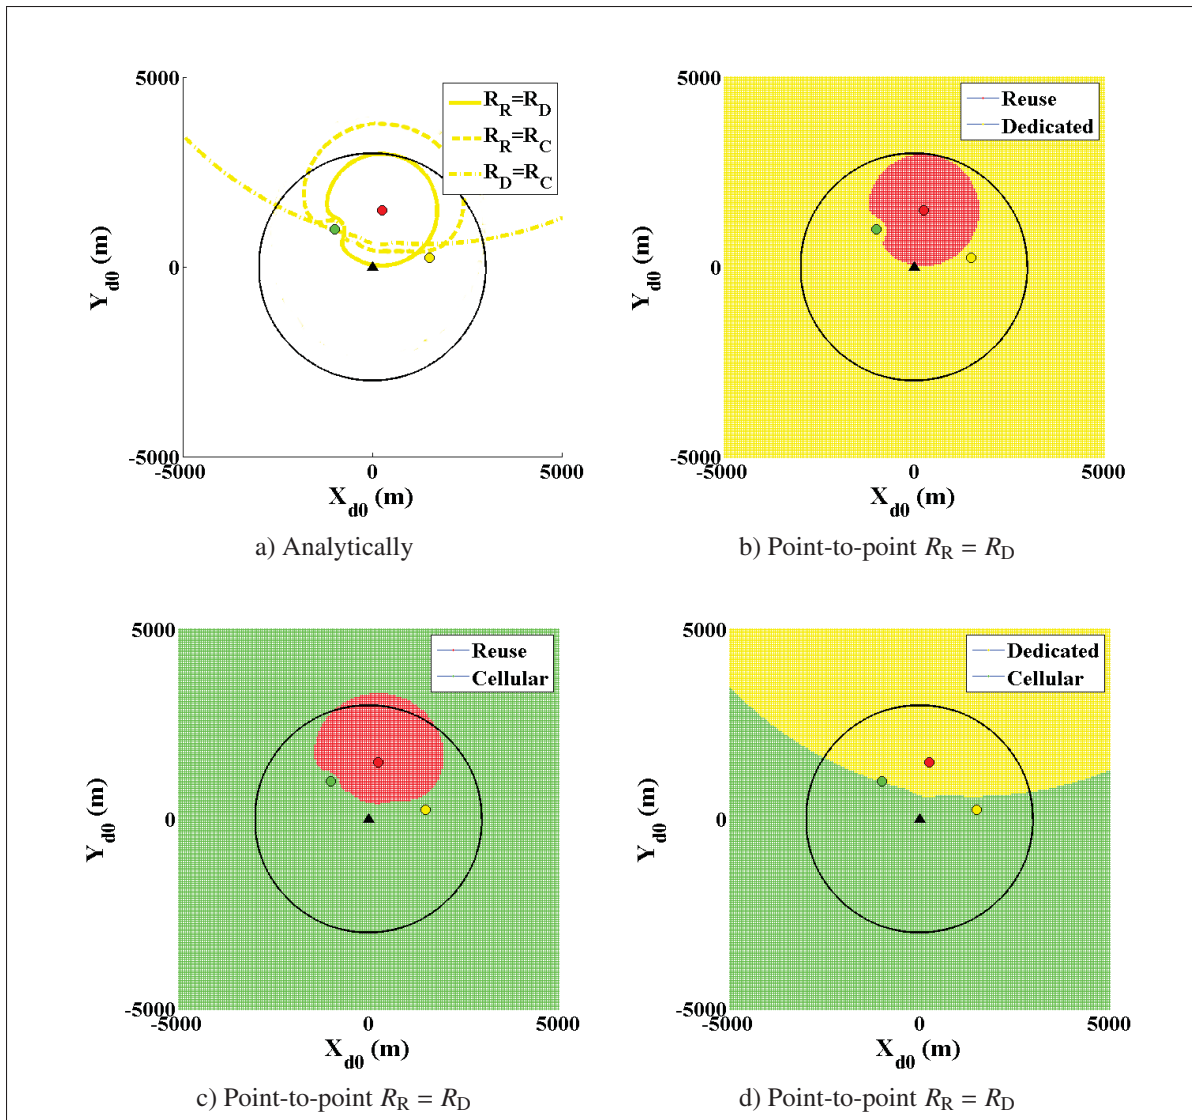 5000
0
-5000
-5000
0
5000
Y_d0 (m)
X_d0 (m)
R_R=R_D
R_R=R_C
R_D=R_C
a) Analytically
5000
0
-5000
-5000
0
5000
Y_d0 (m)
X_d0 (m)
Reuse
Dedicated
b) Point-to-point R_R = R_D
5000
0
-5000
-5000
0
5000
Y_d0 (m)
X_d0 (m)
Reuse
Cellular
c) Point-to-point R_R = R_D
5000
0
-5000
-5000
0
5000
Y_d0 (m)
X_d0 (m)
Dedicated
Cellular
d) Point-to-point R_R = R_D